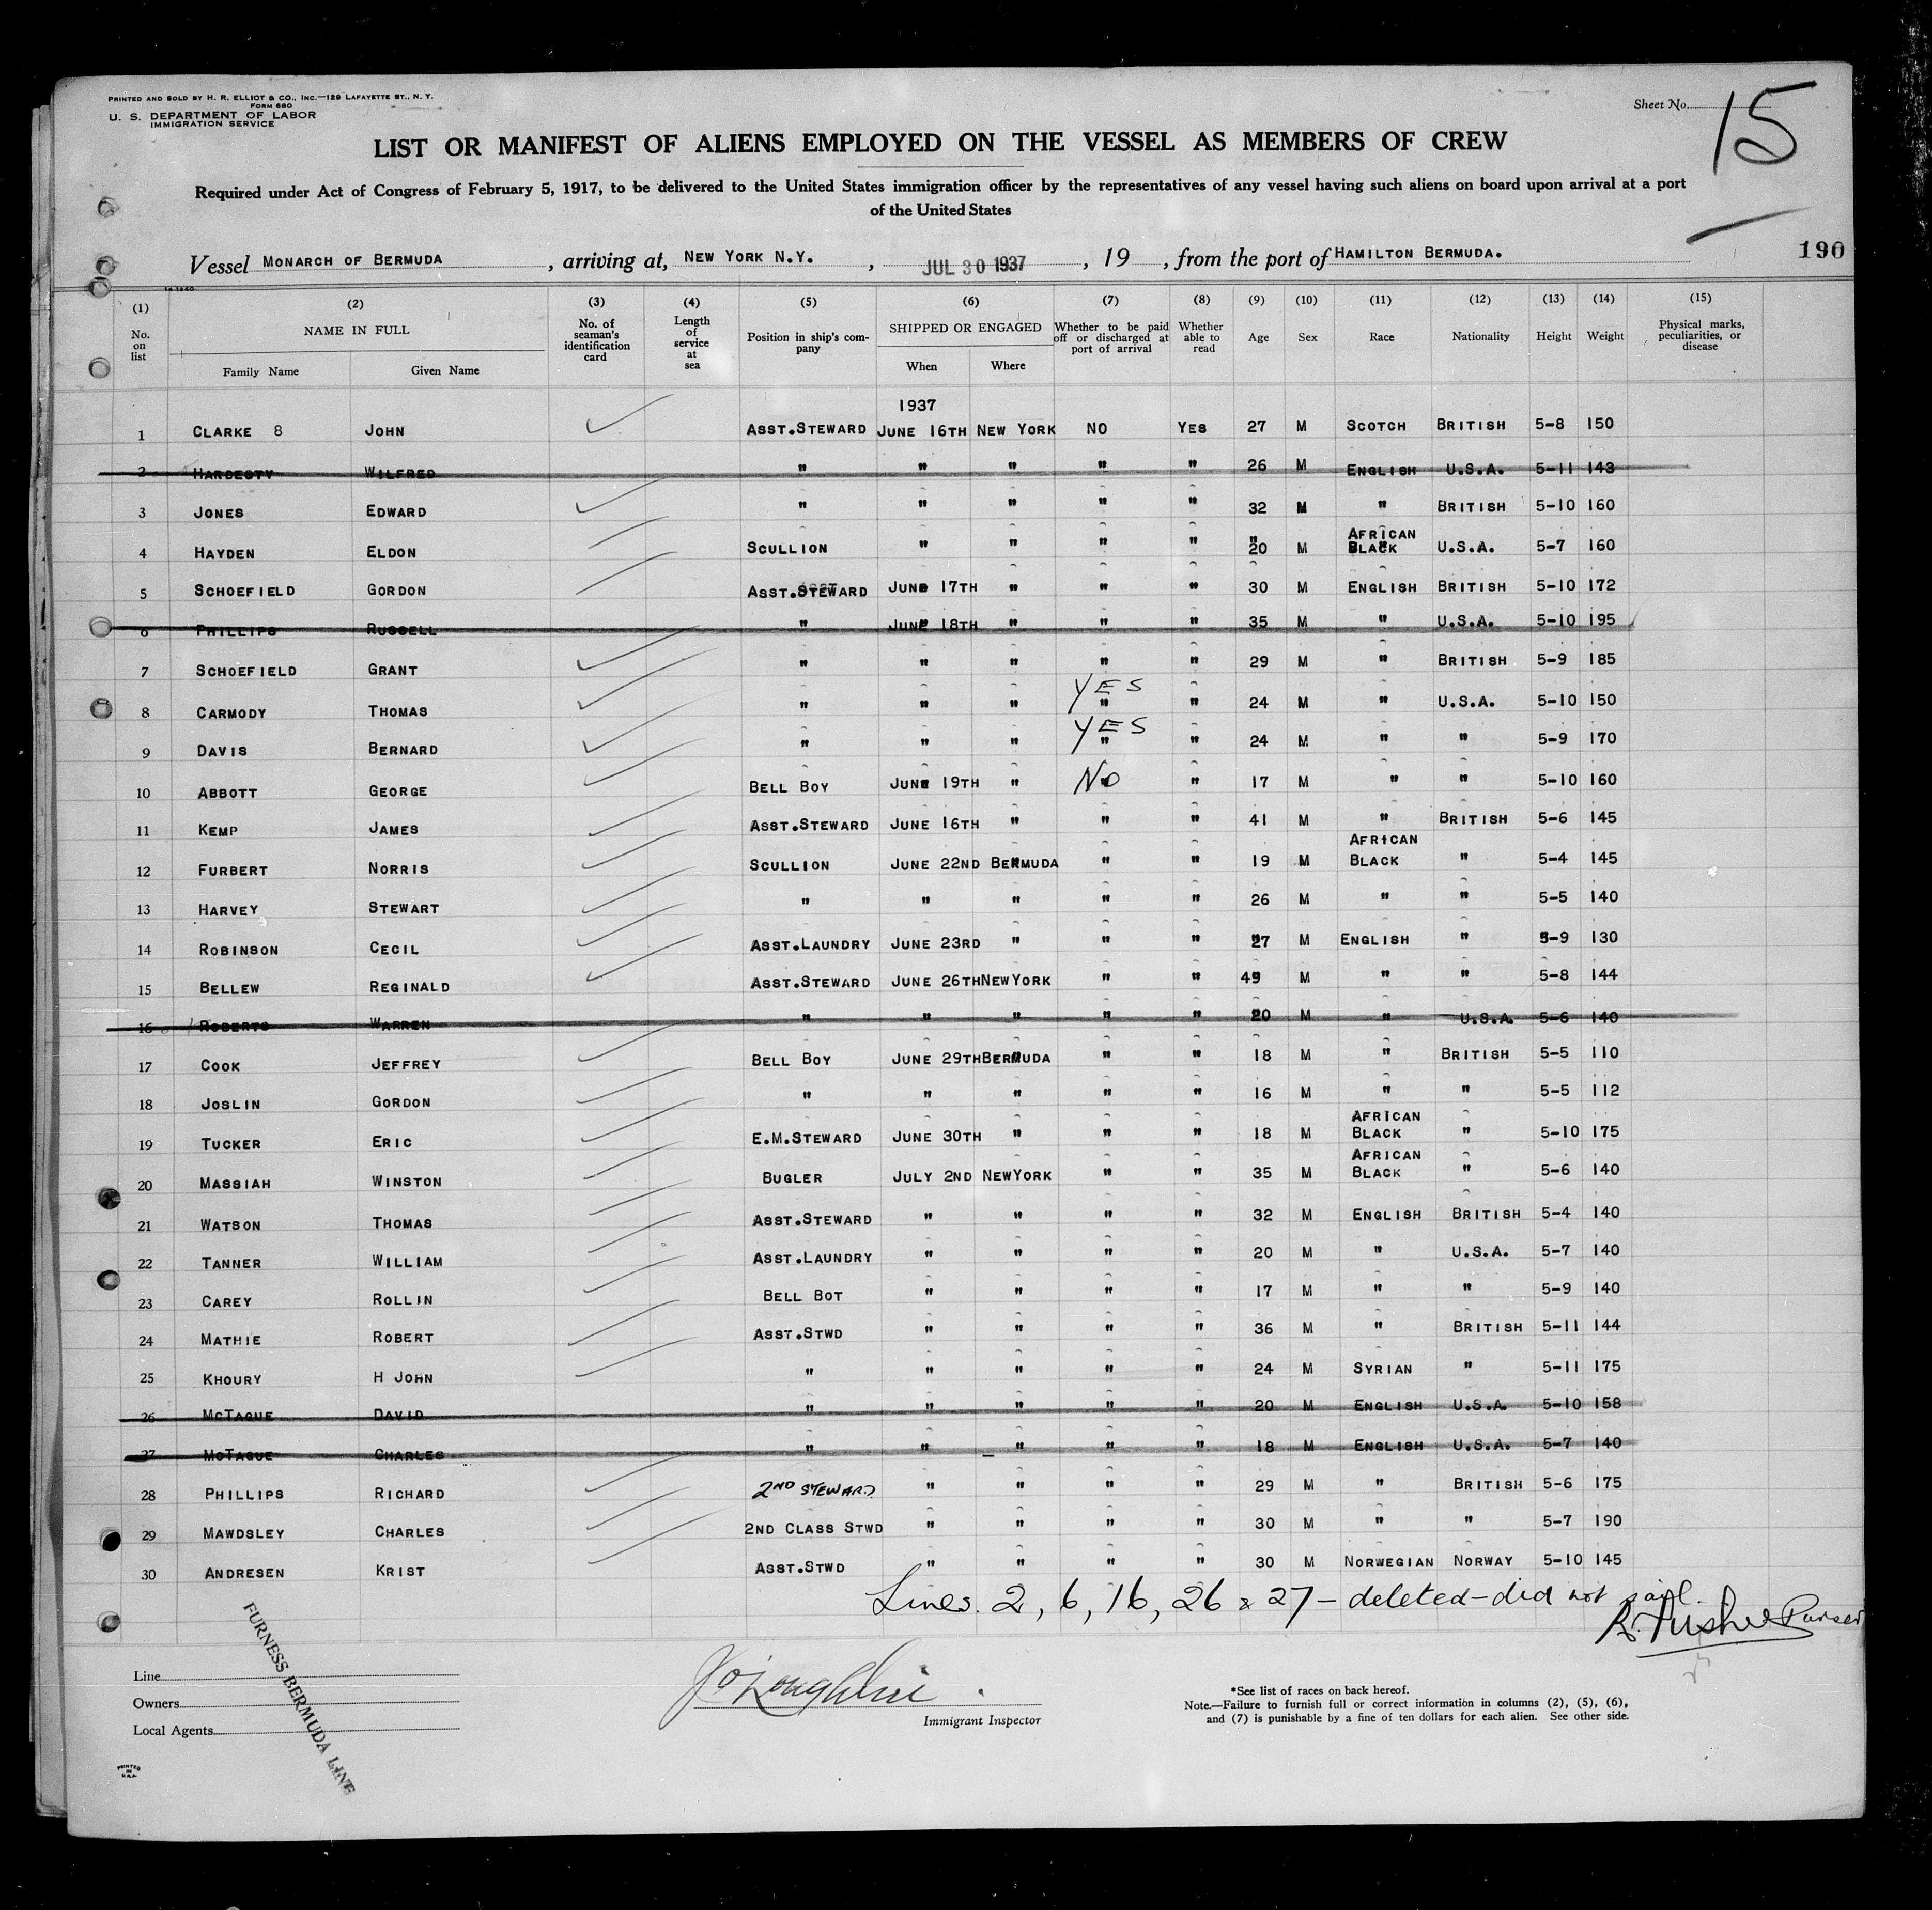 PRINTED AND SOLD BY H. R. ELLIOT & CO., INC.—129 LAFAYETTE ST., N. Y.
FORM 680
U. S. DEPARTMENT OF LABOR
IMMIGRATION SERVICE
Sheet No. 15
LIST OR MANIFEST OF ALIENS EMPLOYED ON THE VESSEL AS MEMBERS OF CREW
Required under Act of Congress of February 5, 1917, to be delivered to the United States immigration officer by the representatives of any vessel having such aliens on board upon arrival at a port
of the United States
Vessel MONARCH OF BERMUDA, arriving at, NEW YORK N.Y., JUL 30 1937, 19 , from the port of HAMILTON BERMUDA. 190
(1) No. on list (2) NAME IN FULL Family Name Given Name (3) No. of seaman's identification card (4) Length of service at sea (5) Position in ship's company (6) SHIPPED OR ENGAGED When Where (7) Whether to be paid off or discharged at port of arrival (8) Whether able to read (9) Age (10) Sex (11) Race (12) Nationality (13) Height (14) Weight (15) Physical marks, peculiarities, or disease
1937
1 CLARKE 8 JOHN ASST.STEWARD JUNE 16TH NEW YORK NO YES 27 M SCOTCH BRITISH 5-8 150
2 HARDESTY WILFRED " " " " " 26 M ENGLISH U.S.A. 5-11 143
3 JONES EDWARD " " " " " 32 M " BRITISH 5-10 160
4 HAYDEN ELDON SCULLION " " " " 20 M AFRICAN BLACK U.S.A. 5-7 160
5 SCHOEFIELD GORDON ASST.STEWARD JUNE 17TH " " " 30 M ENGLISH BRITISH 5-10 172
6 PHILLIPS RUSSELL " JUNE 18TH " " " 35 M " U.S.A. 5-10 195
7 SCHOEFIELD GRANT " " " " " 29 M " BRITISH 5-9 185
8 CARMODY THOMAS " " " YES " 24 M " U.S.A. 5-10 150
9 DAVIS BERNARD " " " YES " 24 M " " 5-9 170
10 ABBOTT GEORGE BELL BOY JUNE 19TH " No " 17 M " " 5-10 160
11 KEMP JAMES ASST.STEWARD JUNE 16TH " " " 41 M " BRITISH 5-6 145
12 FURBERT NORRIS SCULLION JUNE 22ND BERMUDA " " 19 M AFRICAN BLACK " 5-4 145
13 HARVEY STEWART " " " " " 26 M " " 5-5 140
14 ROBINSON CECIL ASST.LAUNDRY JUNE 23RD " " " 27 M ENGLISH " 5-9 130
15 BELLEW REGINALD ASST.STEWARD JUNE 26TH NEWYORK " " 49 M " " 5-8 144
16 ROBERTS WARREN " " " " " 20 M " U.S.A. 5-6 140
17 COOK JEFFREY BELL BOY JUNE 29TH BERMUDA " " 18 M " BRITISH 5-5 110
18 JOSLIN GORDON " " " " " 16 M " " 5-5 112
19 TUCKER ERIC E.M.STEWARD JUNE 30TH " " " 18 M AFRICAN BLACK " 5-10 175
20 MASSIAH WINSTON BUGLER JULY 2ND NEWYORK " " 35 M AFRICAN BLACK " 5-6 140
21 WATSON THOMAS ASST.STEWARD " " " " 32 M ENGLISH BRITISH 5-4 140
22 TANNER WILLIAM ASST.LAUNDRY " " " " 20 M " U.S.A. 5-7 140
23 CAREY ROLLIN BELL BOT " " " " 17 M " " 5-9 140
24 MATHIE ROBERT ASST.STWD " " " " 36 M " BRITISH 5-11 144
25 KHOURY H JOHN " " " " " 24 M SYRIAN " 5-11 175
26 MCTAGUE DAVID " " " " " 20 M ENGLISH U.S.A. 5-10 158
27 MCTAGUE CHARLES " " " " " 18 M ENGLISH U.S.A. 5-7 140
28 PHILLIPS RICHARD 2ND STEWARD " " " " 29 M " BRITISH 5-6 175
29 MAWDSLEY CHARLES 2ND CLASS STWD " " " " 30 M " " 5-7 190
30 ANDRESEN KRIST ASST.STWD " " " " 30 M NORWEGIAN NORWAY 5-10 145
Lines. 2, 6, 16, 26 & 27 – deleted – did not sail.
Purser
Line
Owners
Local Agents
FURNESS BERMUDA LINE
Immigrant Inspector
*See list of races on back hereof.
Note.—Failure to furnish full or correct information in columns (2), (5), (6),
and (7) is punishable by a fine of ten dollars for each alien. See other side.
PRINTED
IN
U.S.A.